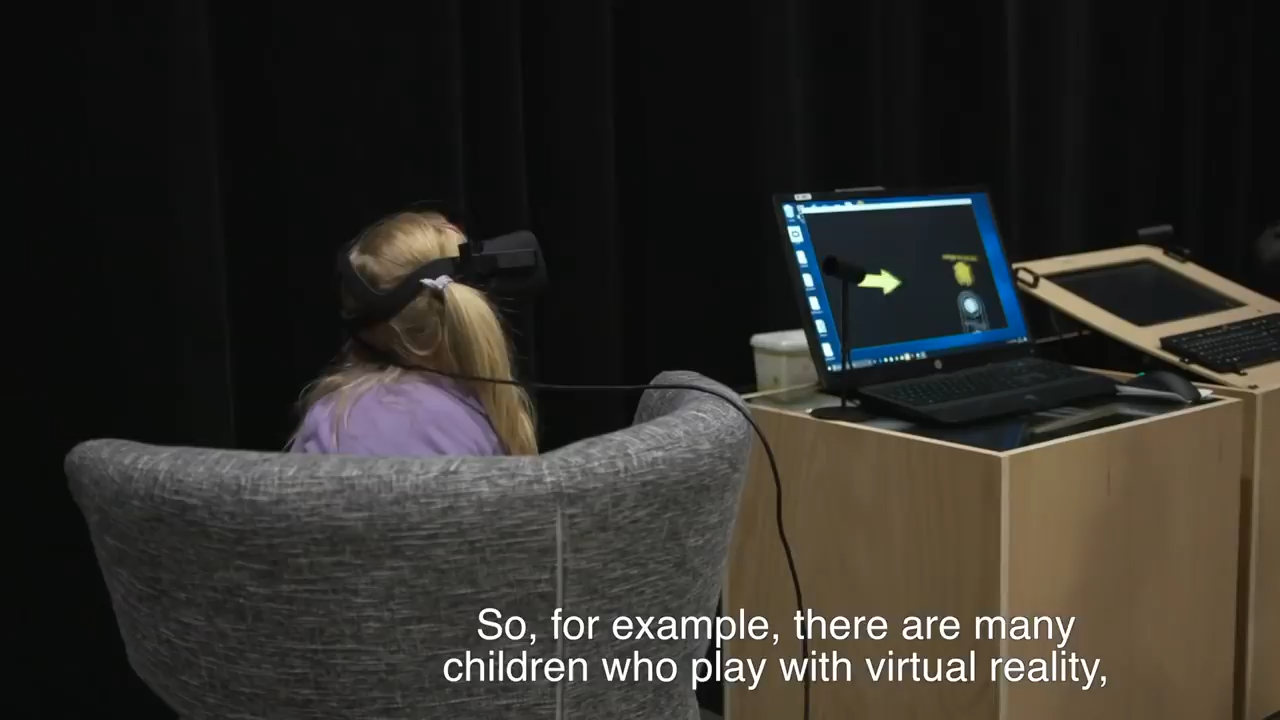 So, for example, there are many
children who play with virtual reality,